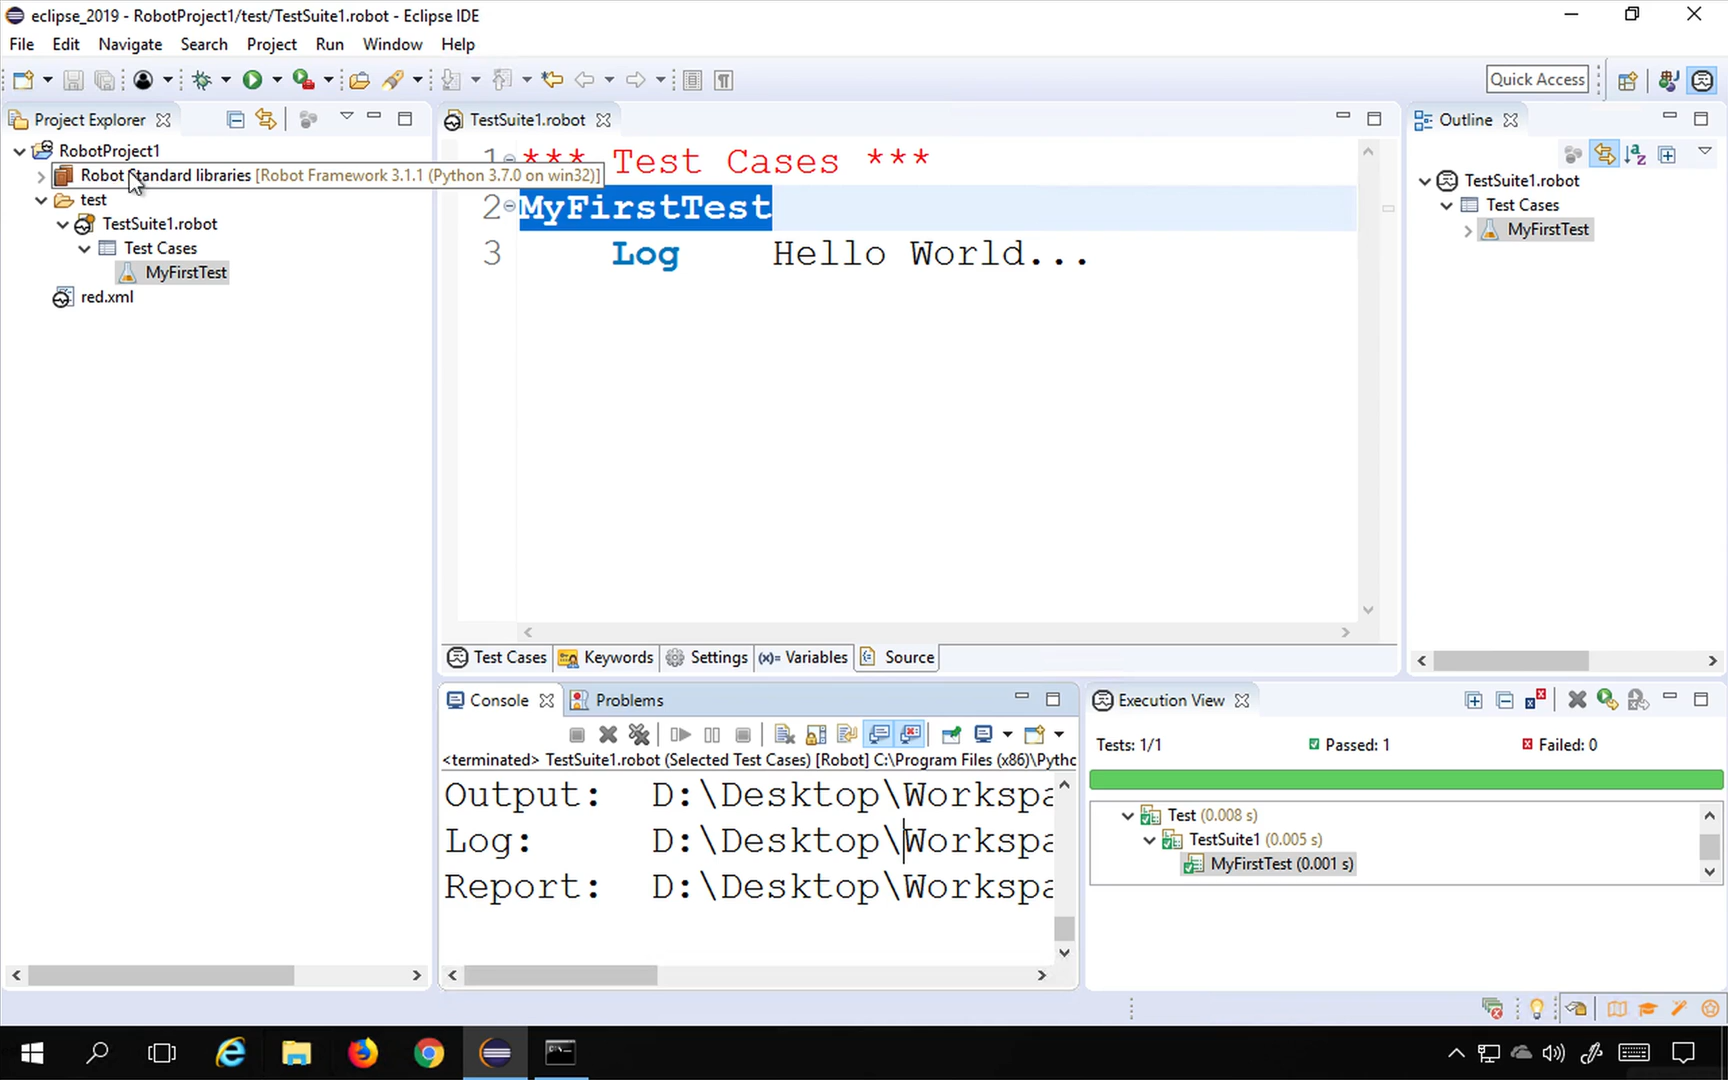 eclipse_2019 - RobotProject1/test/TestSuite1.robot - Eclipse IDE
File Edit Navigate Search Project Run Window Help
Quick Access
Project Explorer
RobotProject1
Robot Standard libraries [Robot Framework 3.1.1 (Python 3.7.0 on win32)]
test
TestSuite1.robot
Test Cases
MyFirstTest
red.xml
TestSuite1.robot
1 *** Test Cases ***
2 MyFirstTest
3 Log Hello World...
Test Cases Keywords Settings (x)= Variables Source
Outline
TestSuite1.robot
Test Cases
MyFirstTest
Console Problems
<terminated> TestSuite1.robot (Selected Test Cases) [Robot] C:\Program Files (x86)\Pytho
Output: D:\Desktop\Workspa
Log: D:\Desktop\Workspa
Report: D:\Desktop\Workspa
Execution View
Tests: 1/1 Passed: 1 Failed: 0
Test (0.008 s)
TestSuite1 (0.005 s)
MyFirstTest (0.001 s)